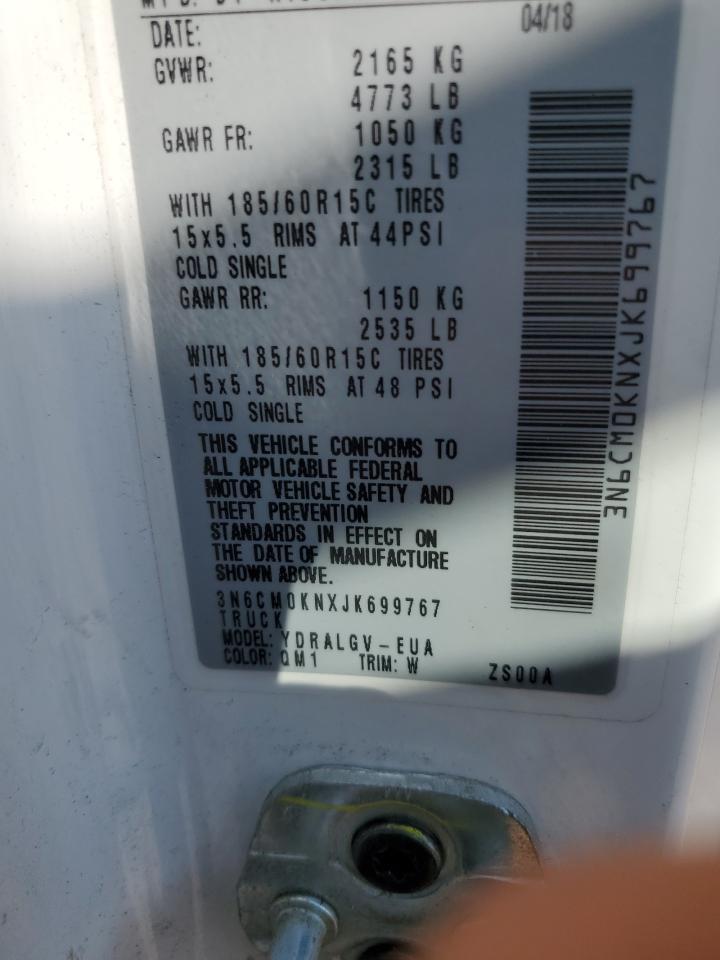 DATE: 04/18
GVWR: 2165 KG
4773 LB
GAWR FR: 1050 KG
2315 LB
WITH 185/60R15C TIRES
15x5.5 RIMS AT 44PSI
COLD SINGLE
GAWR RR: 1150 KG
2535 LB
WITH 185/60R15C TIRES
15x5.5 RIMS AT 48 PSI
COLD SINGLE
THIS VEHICLE CONFORMS TO
ALL APPLICABLE FEDERAL
MOTOR VEHICLE SAFETY AND
THEFT PREVENTION
STANDARDS IN EFFECT ON
THE DATE OF MANUFACTURE
SHOWN ABOVE.
3N6CM0KNXJK699767
TRUCK
MODEL: YDRALGV-EUA
COLOR: QM1 TRIM: W ZS00A
3N6CM0KNXJK699767